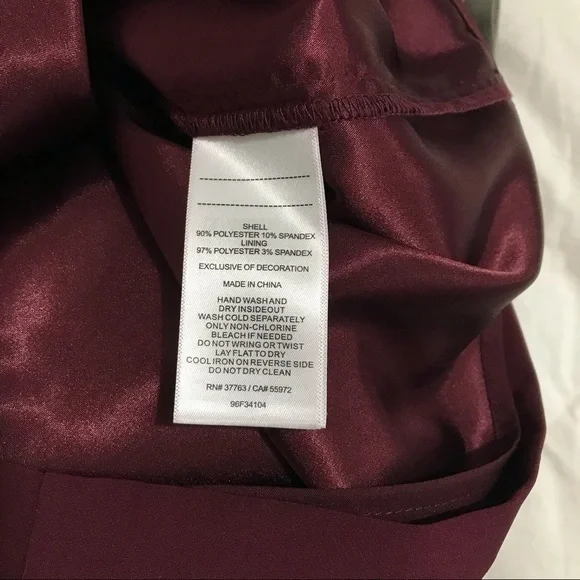 SHELL
90% POLYESTER 10% SPANDEX
LINING
97% POLYESTER 3% SPANDEX
EXCLUSIVE OF DECORATION
MADE IN CHINA
HAND WASH AND
DRY INSIDEOUT
WASH COLD SEPARATELY
ONLY NON-CHLORINE
BLEACH IF NEEDED
DO NOT WRING OR TWIST
LAY FLAT TO DRY
COOL IRON ON REVERSE SIDE
DO NOT DRY CLEAN
RN# 37763 / CA# 55972
96F34104